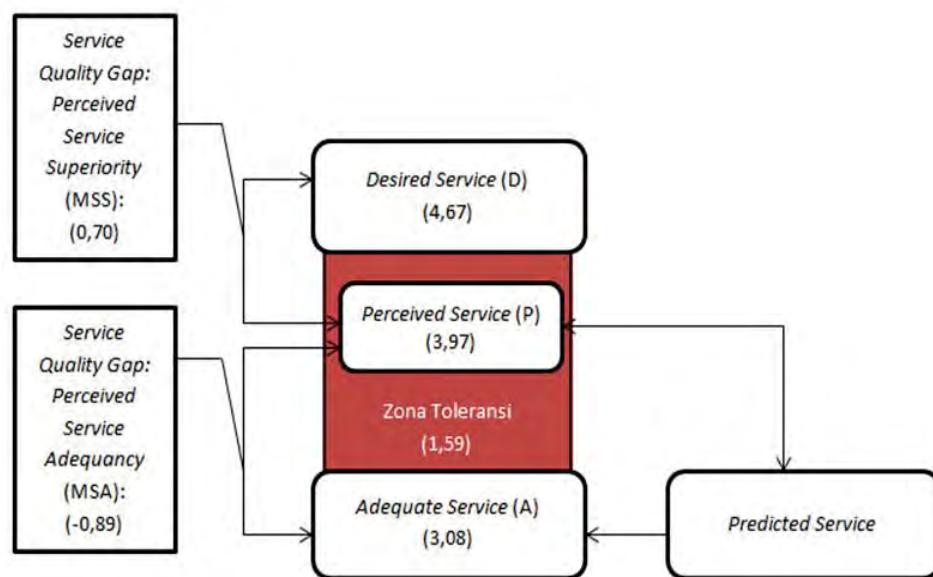 Service
Quality Gap:
Perceived
Service
Superiority
(MSS):
(0,70)
Desired Service (D)
(4,67)
Perceived Service (P)
(3,97)
Zona Toleransi
(1,59)
Service
Quality Gap:
Perceived
Service
Adequancy
(MSA):
(-0,89)
Adequate Service (A)
(3,08)
Predicted Service